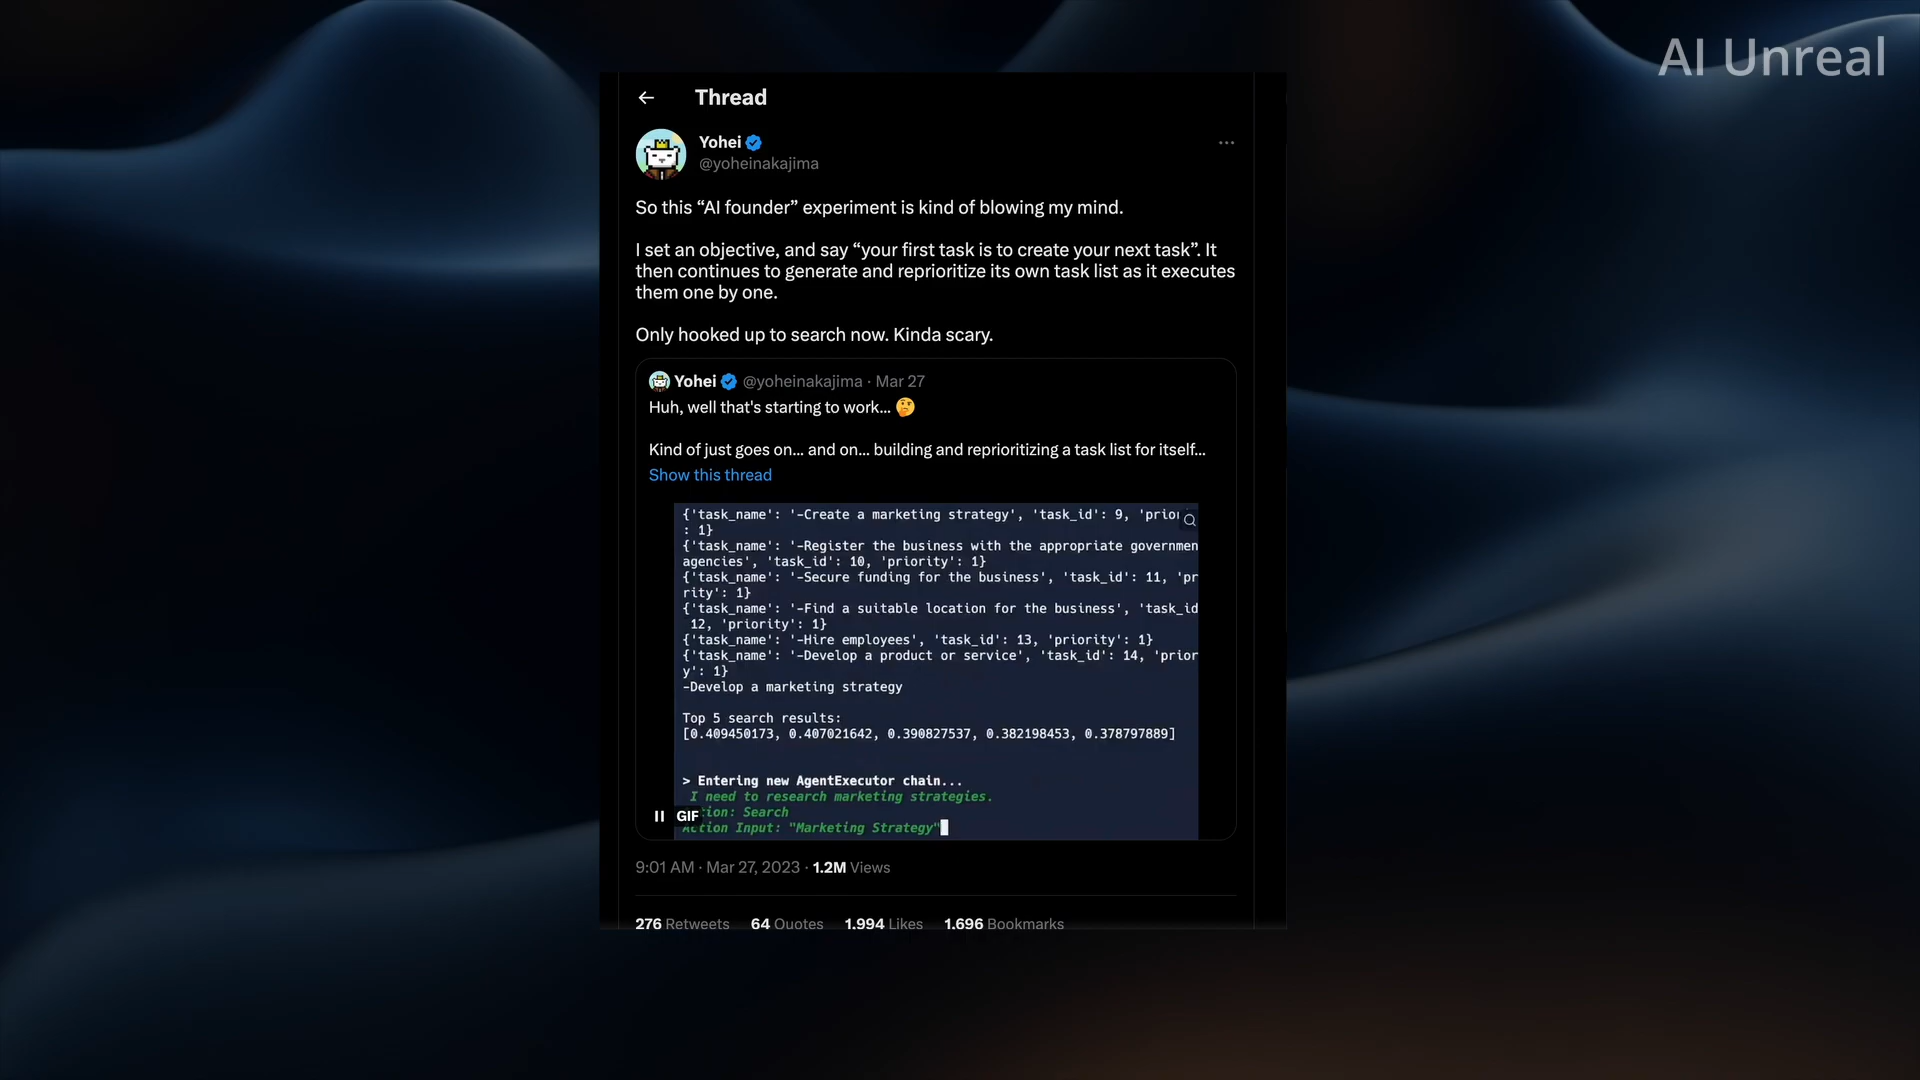 AI Unreal
Thread
Yohei
@yoheinakajima
So this “AI founder” experiment is kind of blowing my mind.
I set an objective, and say “your first task is to create your next task”. It
then continues to generate and reprioritize its own task list as it executes
them one by one.
Only hooked up to search now. Kinda scary.
Yohei @yoheinakajima · Mar 27
Huh, well that's starting to work... 🤔
Kind of just goes on... and on... building and reprioritizing a task list for itself...
Show this thread
{'task_name': '-Create a marketing strategy', 'task_id': 9, 'prior
: 1}
{'task_name': '-Register the business with the appropriate governmen
agencies', 'task_id': 10, 'priority': 1}
{'task_name': '-Secure funding for the business', 'task_id': 11, 'pr
rity': 1}
{'task_name': '-Find a suitable location for the business', 'task_id
12, 'priority': 1}
{'task_name': '-Hire employees', 'task_id': 13, 'priority': 1}
{'task_name': '-Develop a product or service', 'task_id': 14, 'prior
y': 1}
-Develop a marketing strategy
Top 5 search results:
[0.409450173, 0.407021642, 0.390827537, 0.382198453, 0.378797889]
> Entering new AgentExecutor chain...
I need to research marketing strategies.
GIF tion: Search
Action Input: "Marketing Strategy"
9:01 AM · Mar 27, 2023 · 1.2M Views
276 Retweets 64 Quotes 1,994 Likes 1,696 Bookmarks